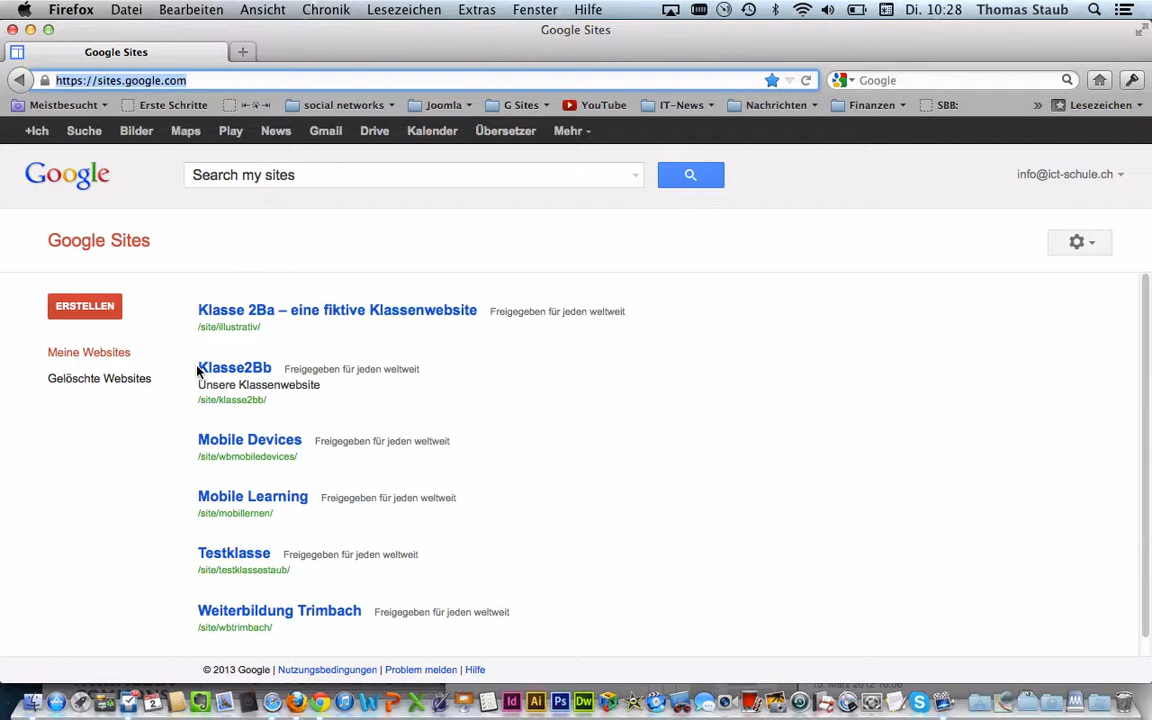 Firefox Datei Bearbeiten Ansicht Chronik Lesezeichen Extras Fenster Hilfe Di. 10:28 Thomas Staub
Google Sites
Google Sites
https://sites.google.com Google
Meistbesucht Erste Schritte social networks Joomla G Sites YouTube IT-News Nachrichten Finanzen SBB: » Lesezeichen
+Ich Suche Bilder Maps Play News Gmail Drive Kalender Übersetzer Mehr
Google Search my sites info@ict-schule.ch
Google Sites
ERSTELLEN
Meine Websites
Gelöschte Websites
Klasse 2Ba – eine fiktive Klassenwebsite Freigegeben für jeden weltweit
/site/illustrativ/
Klasse2Bb Freigegeben für jeden weltweit
Unsere Klassenwebsite
/site/klasse2bb/
Mobile Devices Freigegeben für jeden weltweit
/site/wbmobiledevices/
Mobile Learning Freigegeben für jeden weltweit
/site/mobillernen/
Testklasse Freigegeben für jeden weltweit
/site/testklassestaub/
Weiterbildung Trimbach Freigegeben für jeden weltweit
/site/wbtrimbach/
© 2013 Google | Nutzungsbedingungen | Problem melden | Hilfe